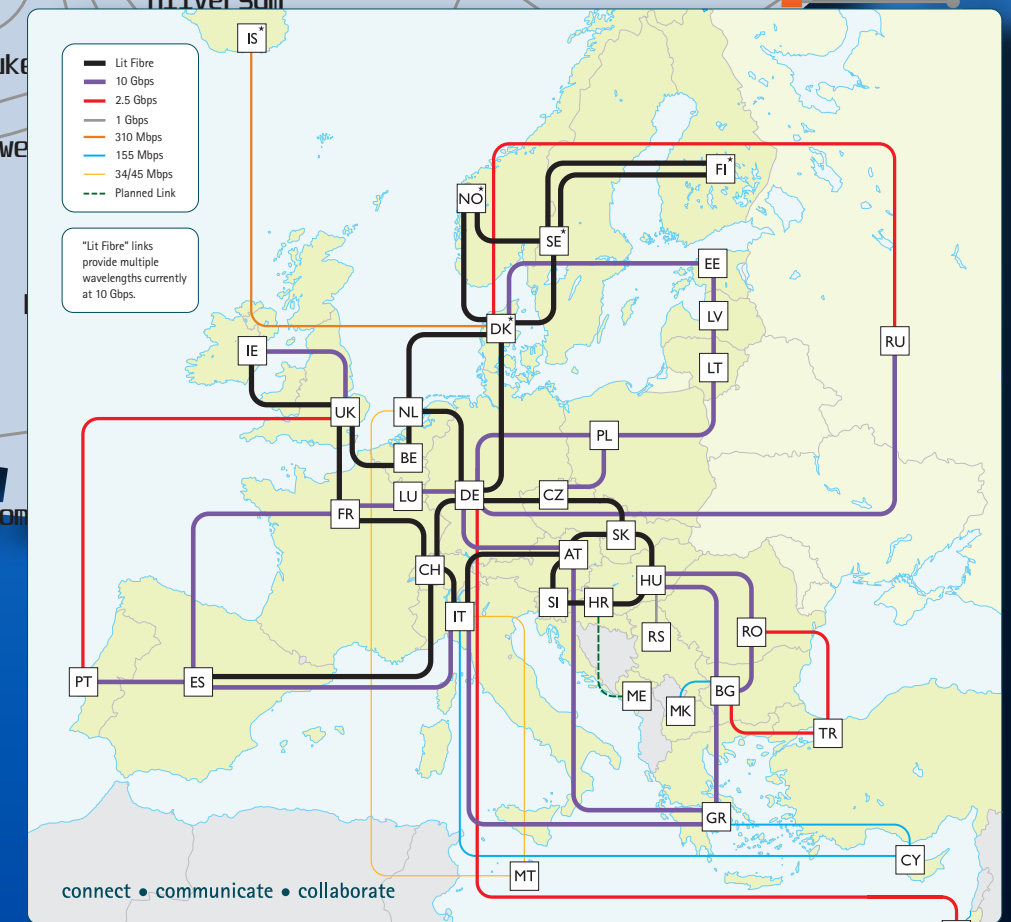 IS*
Lit Fibre
10 Gbps
2.5 Gbps
1 Gbps
310 Mbps
155 Mbps
34/45 Mbps
Planned Link
"Lit Fibre" links
provide multiple
wavelengths currently
at 10 Gbps.
FI*
NO*
SE*
EE
LV
DK*
RU
IE
LT
UK
NL
PL
BE
LU
DE
CZ
FR
SK
AT
CH
HU
SI
HR
IT
RS
RO
PT
ES
ME
BG
MK
TR
GR
CY
MT
connect • communicate • collaborate